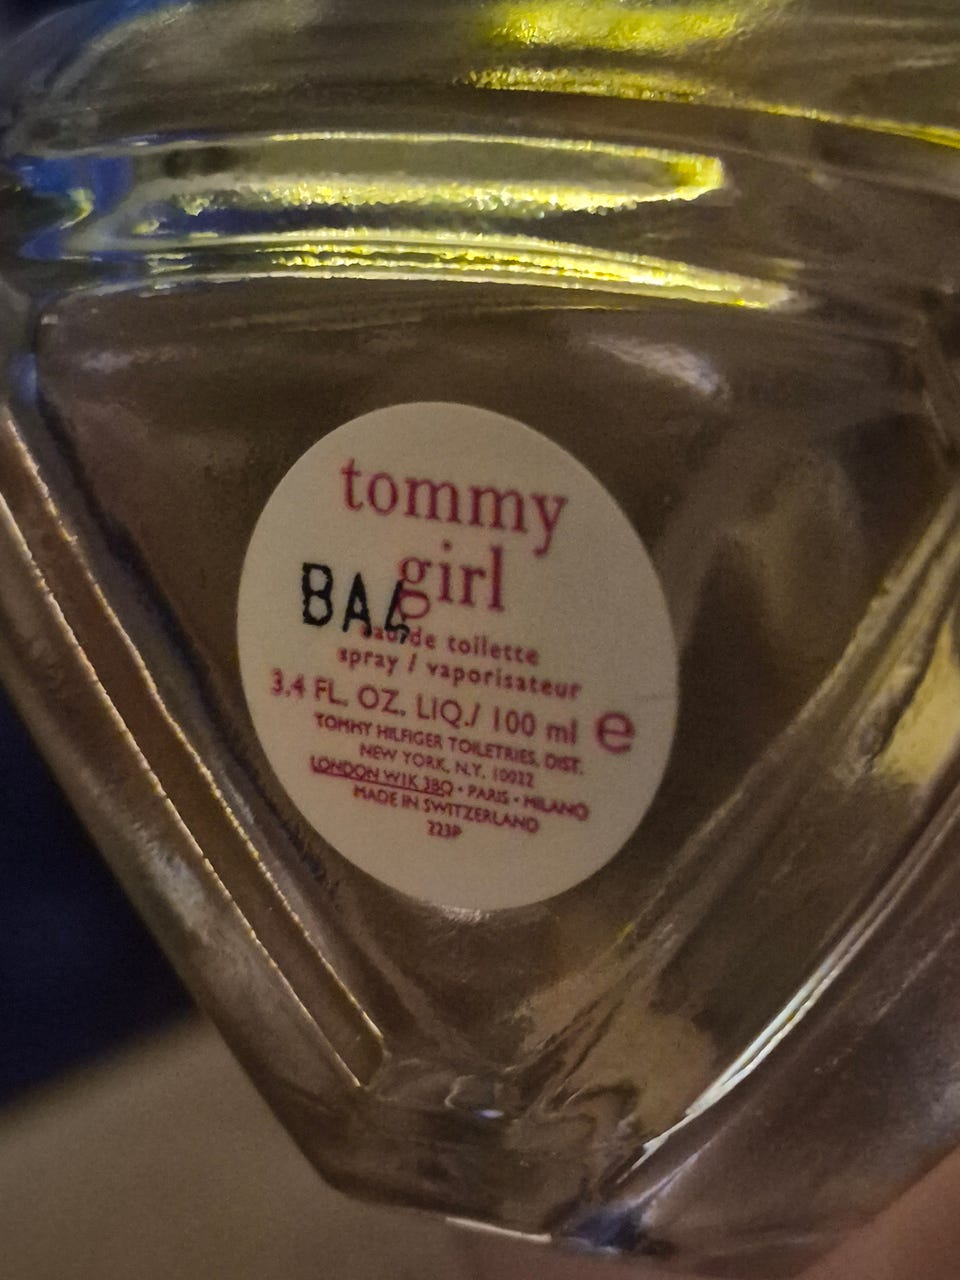 tommy
girl
BA4
eau de toilette
spray / vaporisateur
3.4 FL. OZ. LIQ./ 100 ml e
TOMMY HILFIGER TOILETRIES, DIST.
NEW YORK, N.Y. 10022
LONDON W1K 3BQ • PARIS • MILANO
MADE IN SWITZERLAND
223P